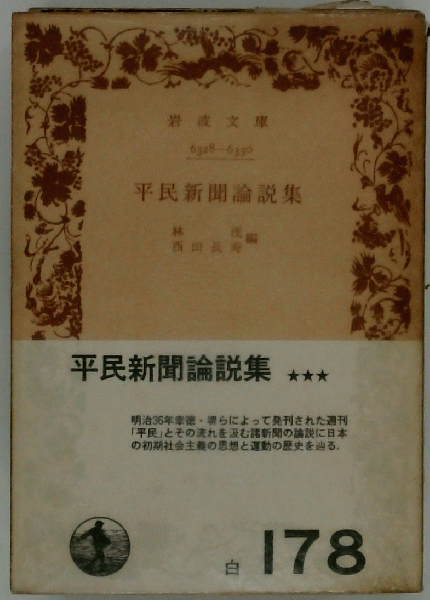 岩波文庫
6328—6330
平民新聞論説集
林 茂
西田長寿 編
平民新聞論説集 ★★★
明治36年幸徳・堺らによって発刊された週刊
「平民」とその流れを汲む諸新聞の論説に日本
の初期社会主義の思想と運動の歴史を辿る.
白 178